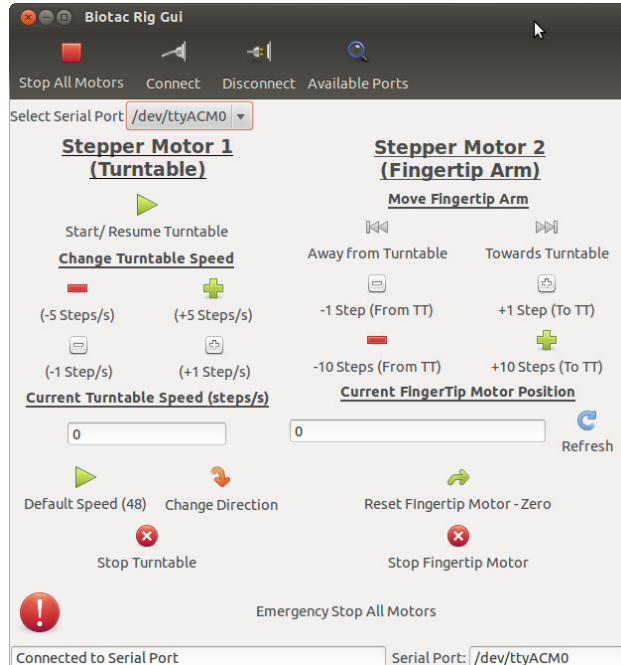 Biotac Rig Gui
Stop All Motors Connect Disconnect Available Ports
Select Serial Port /dev/ttyACM0
Stepper Motor 1
(Turntable)
Start/ Resume Turntable
Change Turntable Speed
(-5 Steps/s) (+5 Steps/s)
(-1 Step/s) (+1 Step/s)
Current Turntable Speed (steps/s)
0
Default Speed (48) Change Direction
Stop Turntable
Stepper Motor 2
(Fingertip Arm)
Move Fingertip Arm
Away from Turntable Towards Turntable
-1 Step (From TT) +1 Step (To TT)
-10 Steps (From TT) +10 Steps (To TT)
Current FingerTip Motor Position
0
Refresh
Reset FIngertip Motor - Zero
Stop Fingertip Motor
Emergency Stop All Motors
Connected to Serial Port Serial Port: /dev/ttyACM0